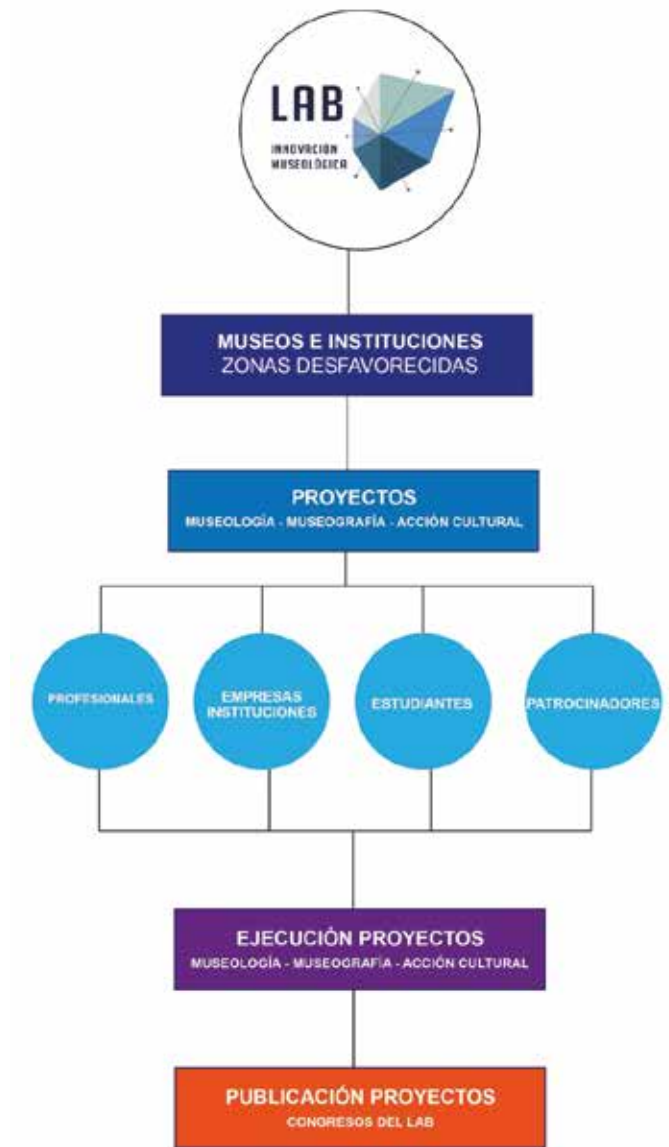 LAB
INNOVACIÓN
MUSEOLÓGICA
MUSEOS E INSTITUCIONES
ZONAS DESFAVORECIDAS
PROYECTOS
MUSEOLOGÍA - MUSEOGRAFÍA - ACCIÓN CULTURAL
PROFESIONALES
EMPRESAS
INSTITUCIONES
ESTUDIANTES
PATROCINADORES
EJECUCIÓN PROYECTOS
MUSEOLOGÍA - MUSEOGRAFÍA - ACCIÓN CULTURAL
PUBLICACIÓN PROYECTOS
CONGRESOS DEL LAB